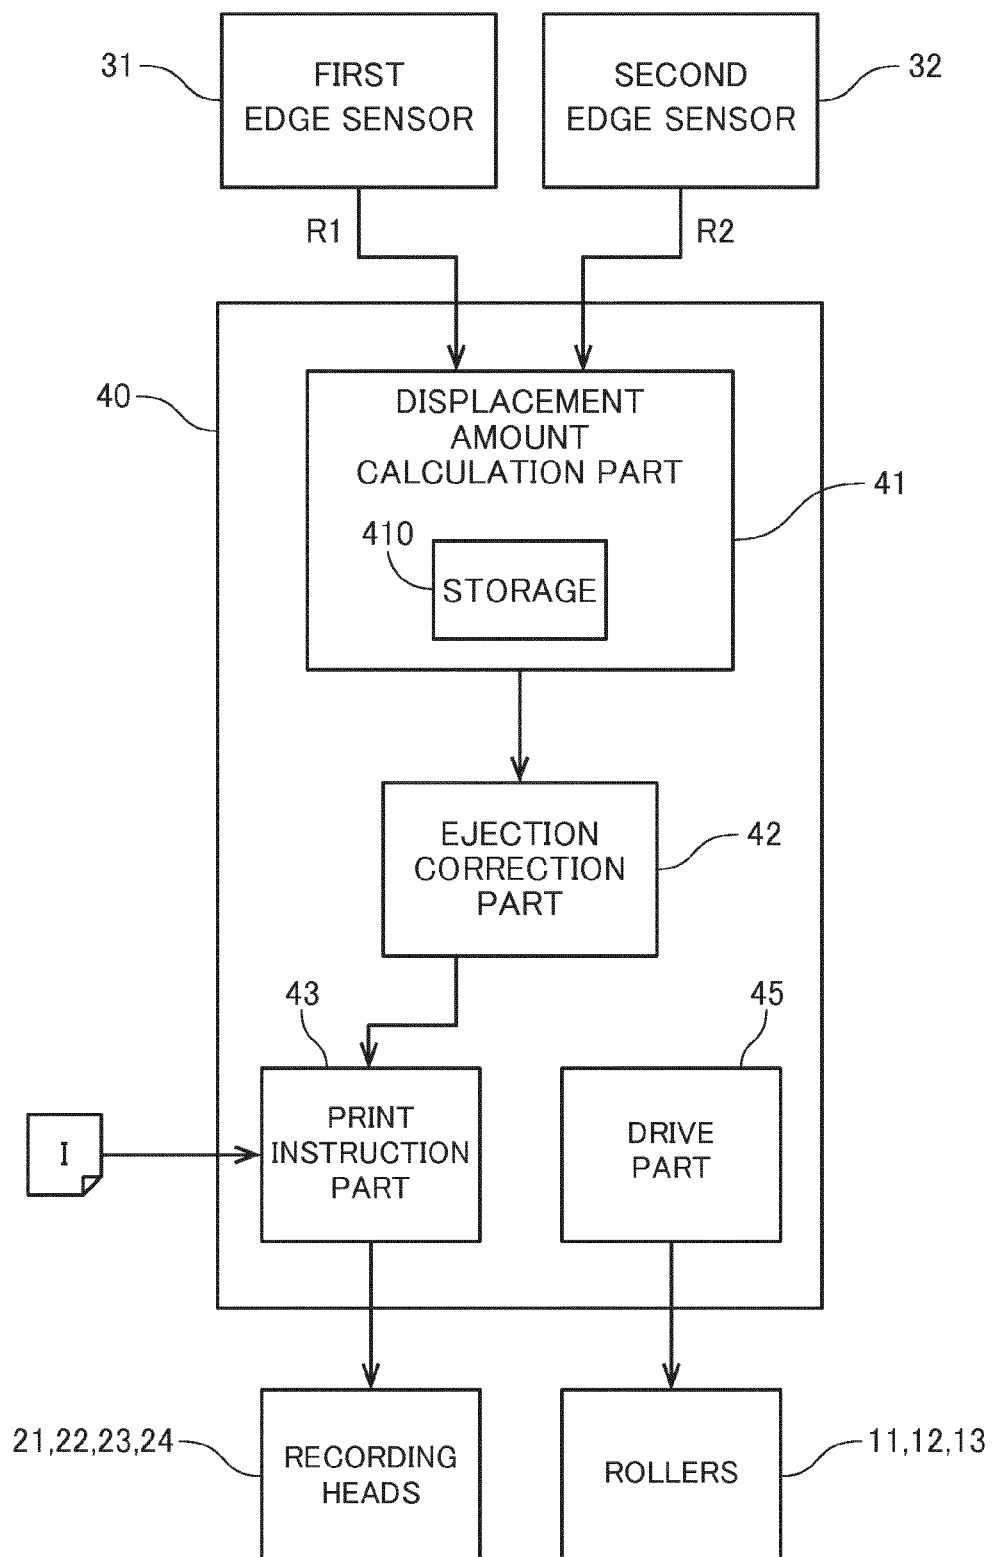 31
FIRST
EDGE SENSOR
SECOND
EDGE SENSOR
32
R1
R2
40
DISPLACEMENT
AMOUNT
CALCULATION PART
41
410
STORAGE
EJECTION
CORRECTION
PART
42
43
45
I
PRINT
INSTRUCTION
PART
DRIVE
PART
21,22,23,24
RECORDING
HEADS
ROLLERS
11,12,13